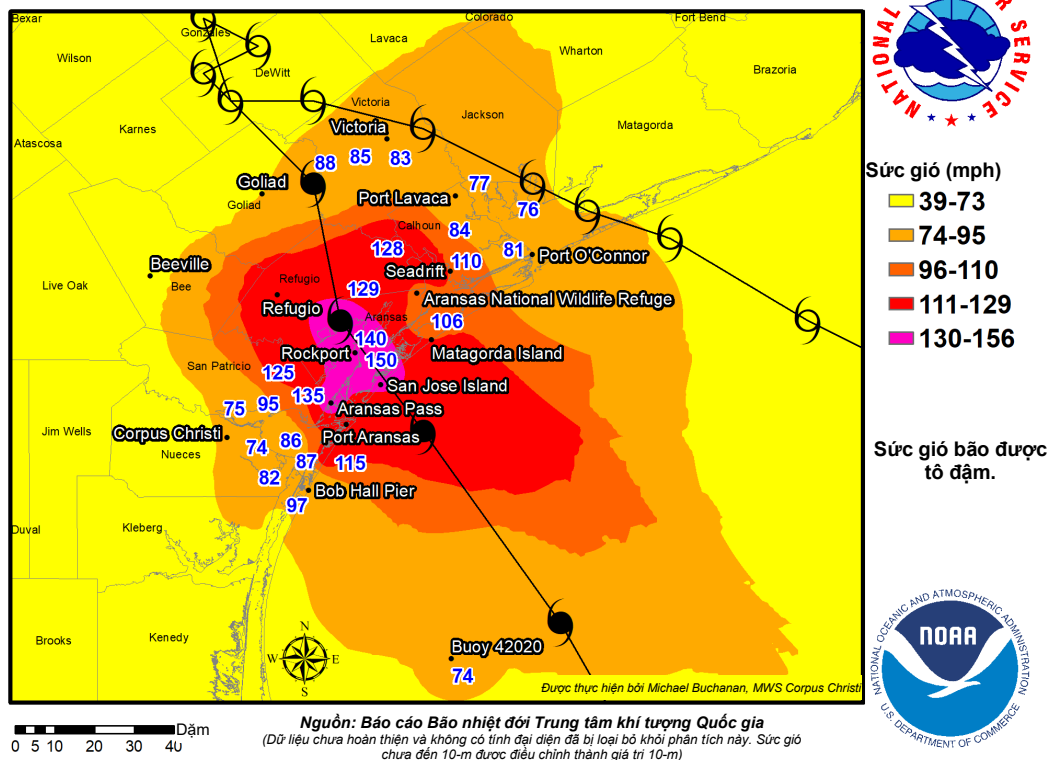 Bexar
Gonzales
Colorado
Fort Bend
Lavaca
Wilson
Wharton
DeWitt
Brazoria
Victoria
Jackson
Karnes
Victoria
Matagorda
Atascosa
88 85 83
Goliad
77
Port Lavaca
Goliad
76
Calhoun
84
128
81
Port O'Connor
Beeville
110
Seadrift
Refugio
Live Oak
Bee
129
Aransas National Wildlife Refuge
Refugio
Aransas
106
140
Rockport
150
Matagorda Island
San Patricio
125
San Jose Island
135
75 95
Aransas Pass
Jim Wells
Corpus Christi
86
Port Aransas
74
Nueces
87 115
82
Bob Hall Pier
97
Duval
Kleberg
Brooks
Kenedy
N
W E
S
Buoy 42020
74
Được thực hiện bởi Michael Buchanan, MWS Corpus Christi
NATIONAL
R SERVICE
Sức gió (mph)
39-73
74-95
96-110
111-129
130-156
Sức gió bão được
tô đậm.
NATIONAL OCEANIC AND ATMOSPHERIC ADMINISTRATION
NOAA
U.S. DEPARTMENT OF COMMERCE
Dặm
0 5 10 20 30 40
Nguồn: Báo cáo Bão nhiệt đới Trung tâm khí tượng Quốc gia
(Dữ liệu chưa hoàn thiện và không có tính đại diện đã bị loại bỏ khỏi phân tích này. Sức gió
chưa đến 10-m được điều chỉnh thành giá trị 10-m)